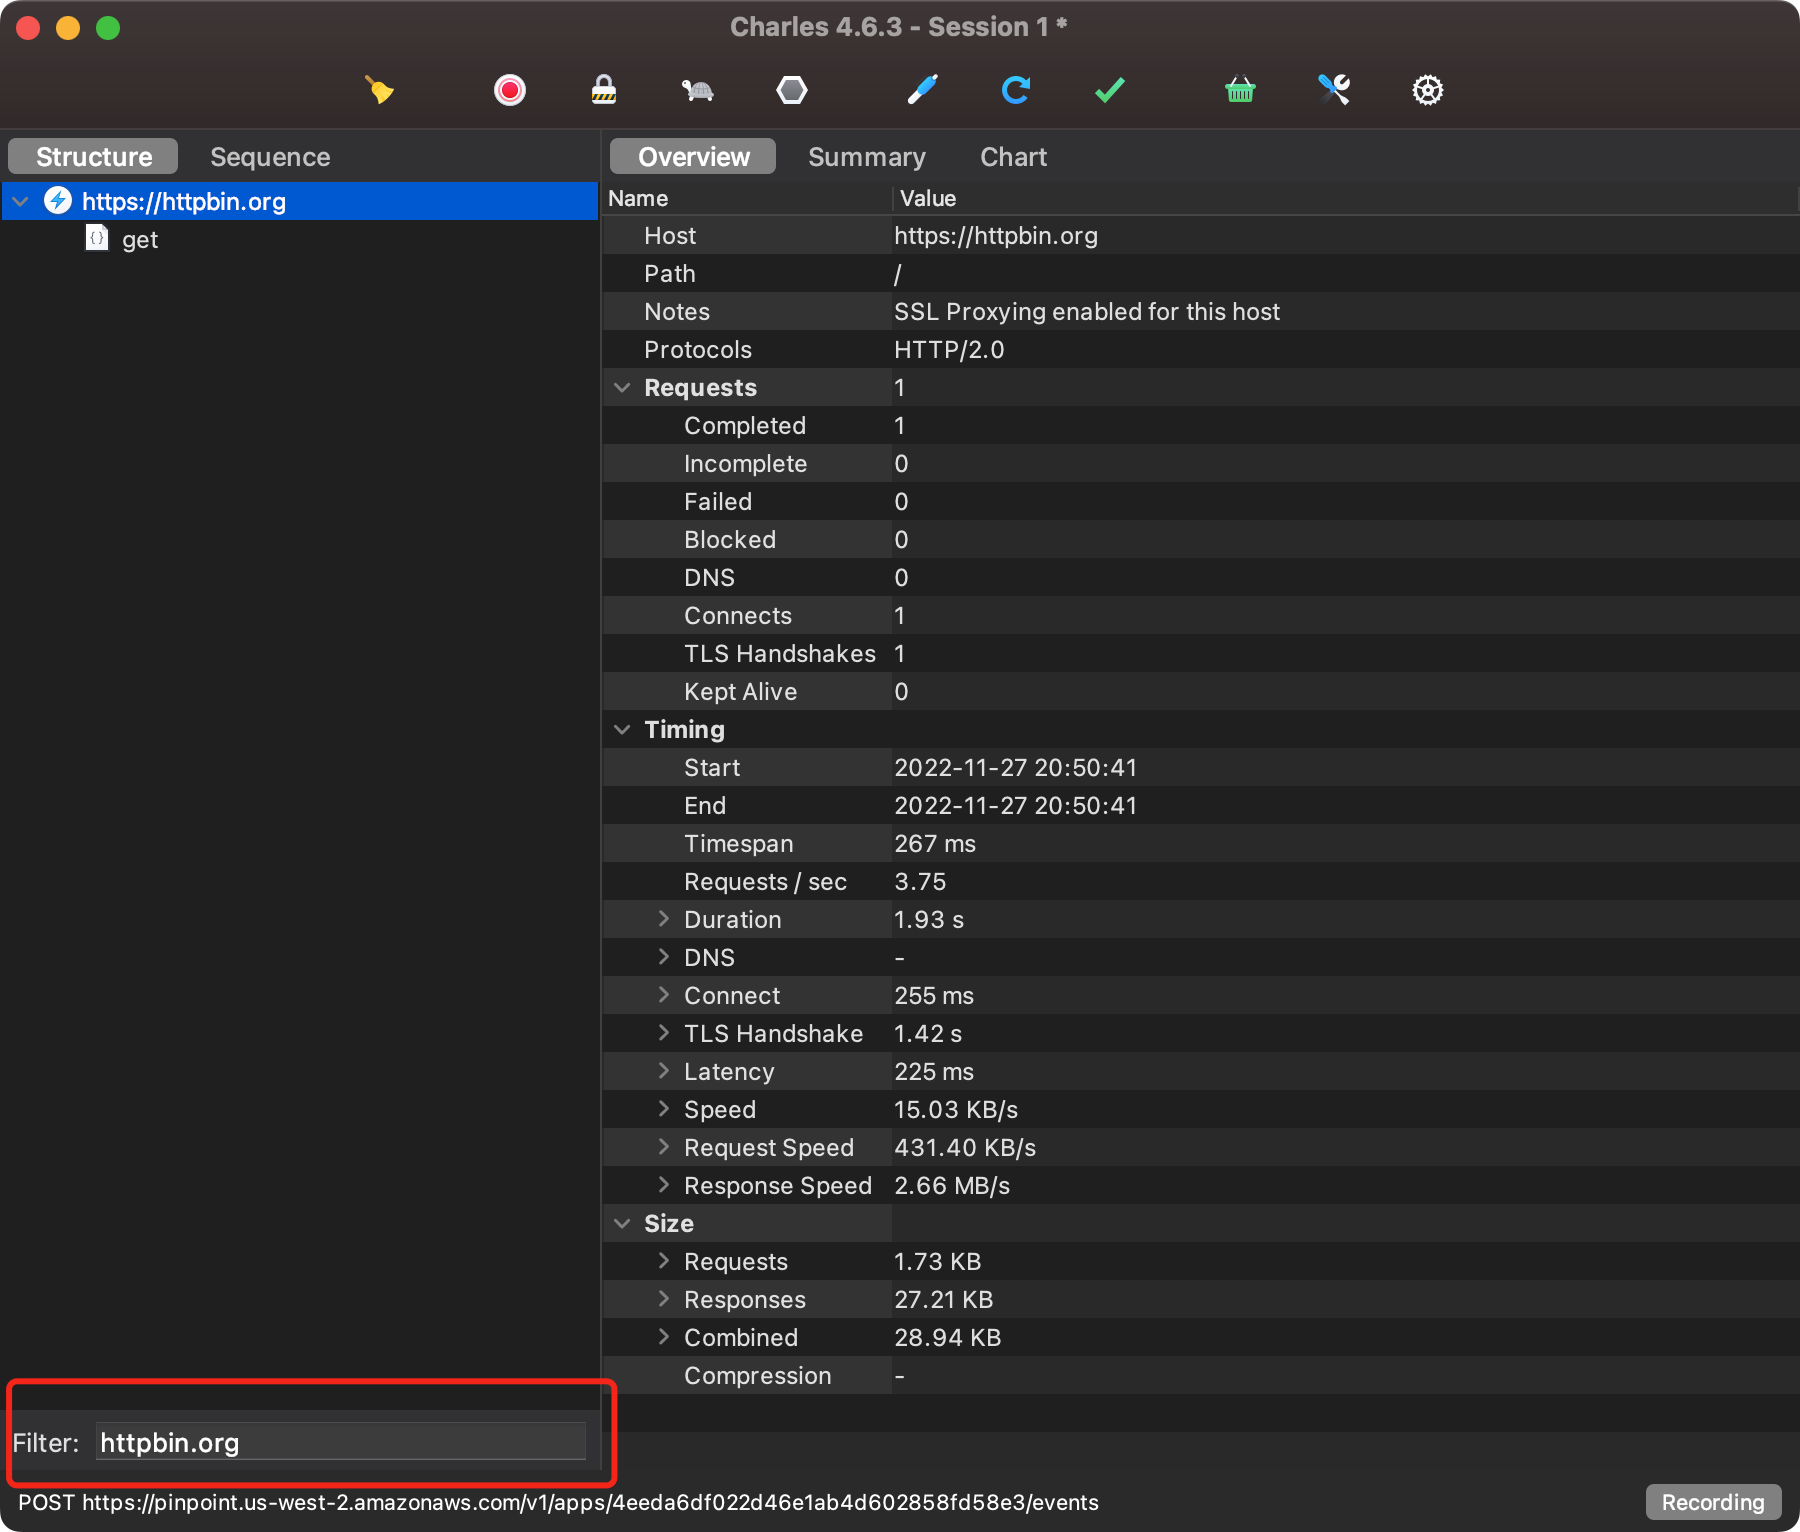 Charles 4.6.3 - Session 1 *
Structure Sequence
https://httpbin.org
get
Filter: httpbin.org
Overview Summary Chart
Name Value
Host https://httpbin.org
Path /
Notes SSL Proxying enabled for this host
Protocols HTTP/2.0
Requests 1
Completed 1
Incomplete 0
Failed 0
Blocked 0
DNS 0
Connects 1
TLS Handshakes 1
Kept Alive 0
Timing
Start 2022-11-27 20:50:41
End 2022-11-27 20:50:41
Timespan 267 ms
Requests / sec 3.75
Duration 1.93 s
DNS -
Connect 255 ms
TLS Handshake 1.42 s
Latency 225 ms
Speed 15.03 KB/s
Request Speed 431.40 KB/s
Response Speed 2.66 MB/s
Size
Requests 1.73 KB
Responses 27.21 KB
Combined 28.94 KB
Compression -
POST https://pinpoint.us-west-2.amazonaws.com/v1/apps/4eeda6df022d46e1ab4d602858fd58e3/events
Recording